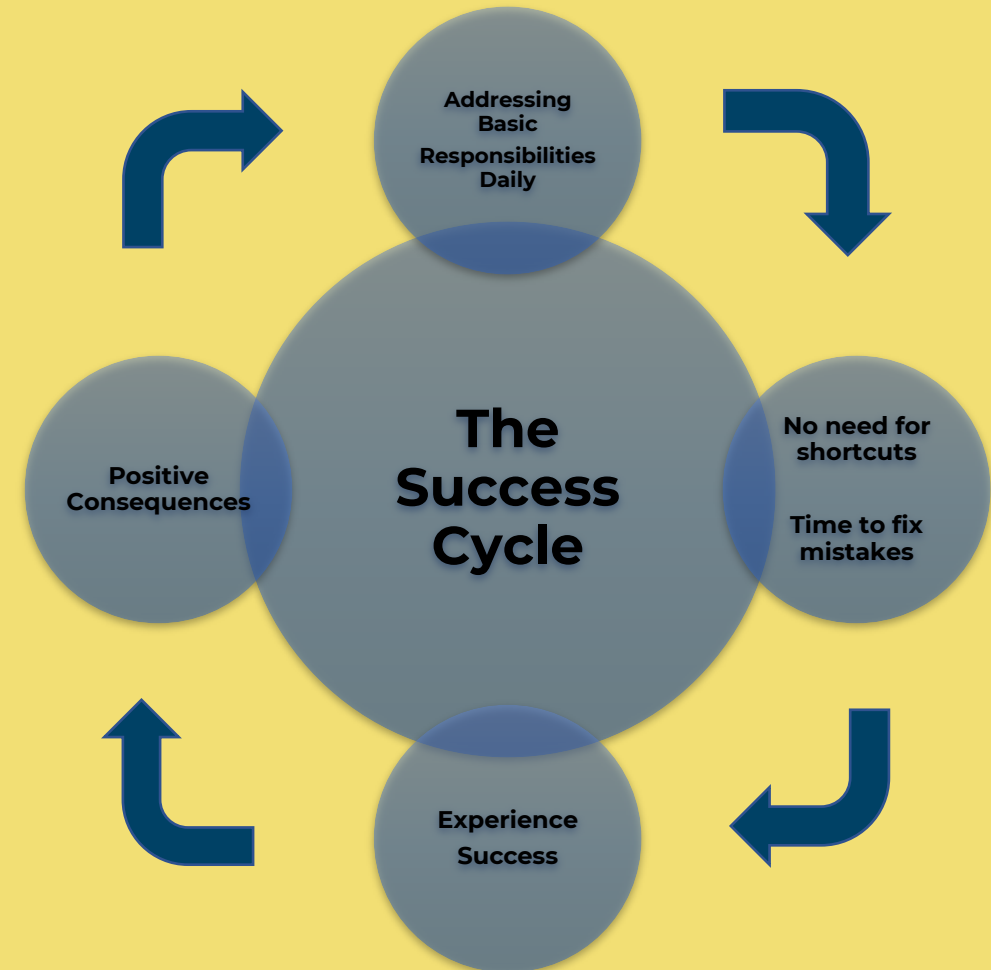 Addressing
Basic
Responsibilities
Daily
No need for
shortcuts
Time to fix
mistakes
The
Success
Cycle
Positive
Consequences
Experience
Success